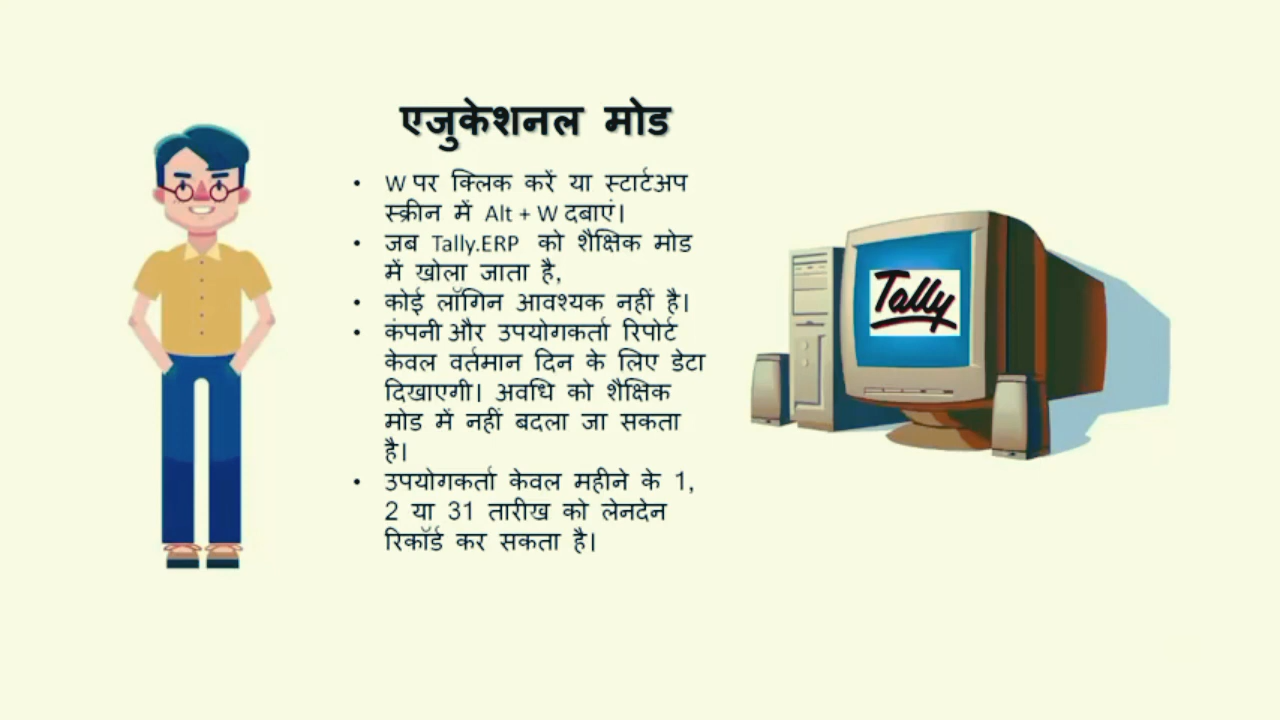 एजुकेशनल मोड
• W पर क्लिक करें या स्टार्टअप
स्क्रीन में Alt + W दबाएं।
• जब Tally.ERP को शैक्षिक मोड
में खोला जाता है,
• कोई लॉगिन आवश्यक नहीं है।
• कंपनी और उपयोगकर्ता रिपोर्ट
केवल वर्तमान दिन के लिए डेटा
दिखाएगी। अवधि को शैक्षिक
मोड में नहीं बदला जा सकता
है।
• उपयोगकर्ता केवल महीने के 1,
2 या 31 तारीख को लेनदेन
रिकॉर्ड कर सकता है।
Tally